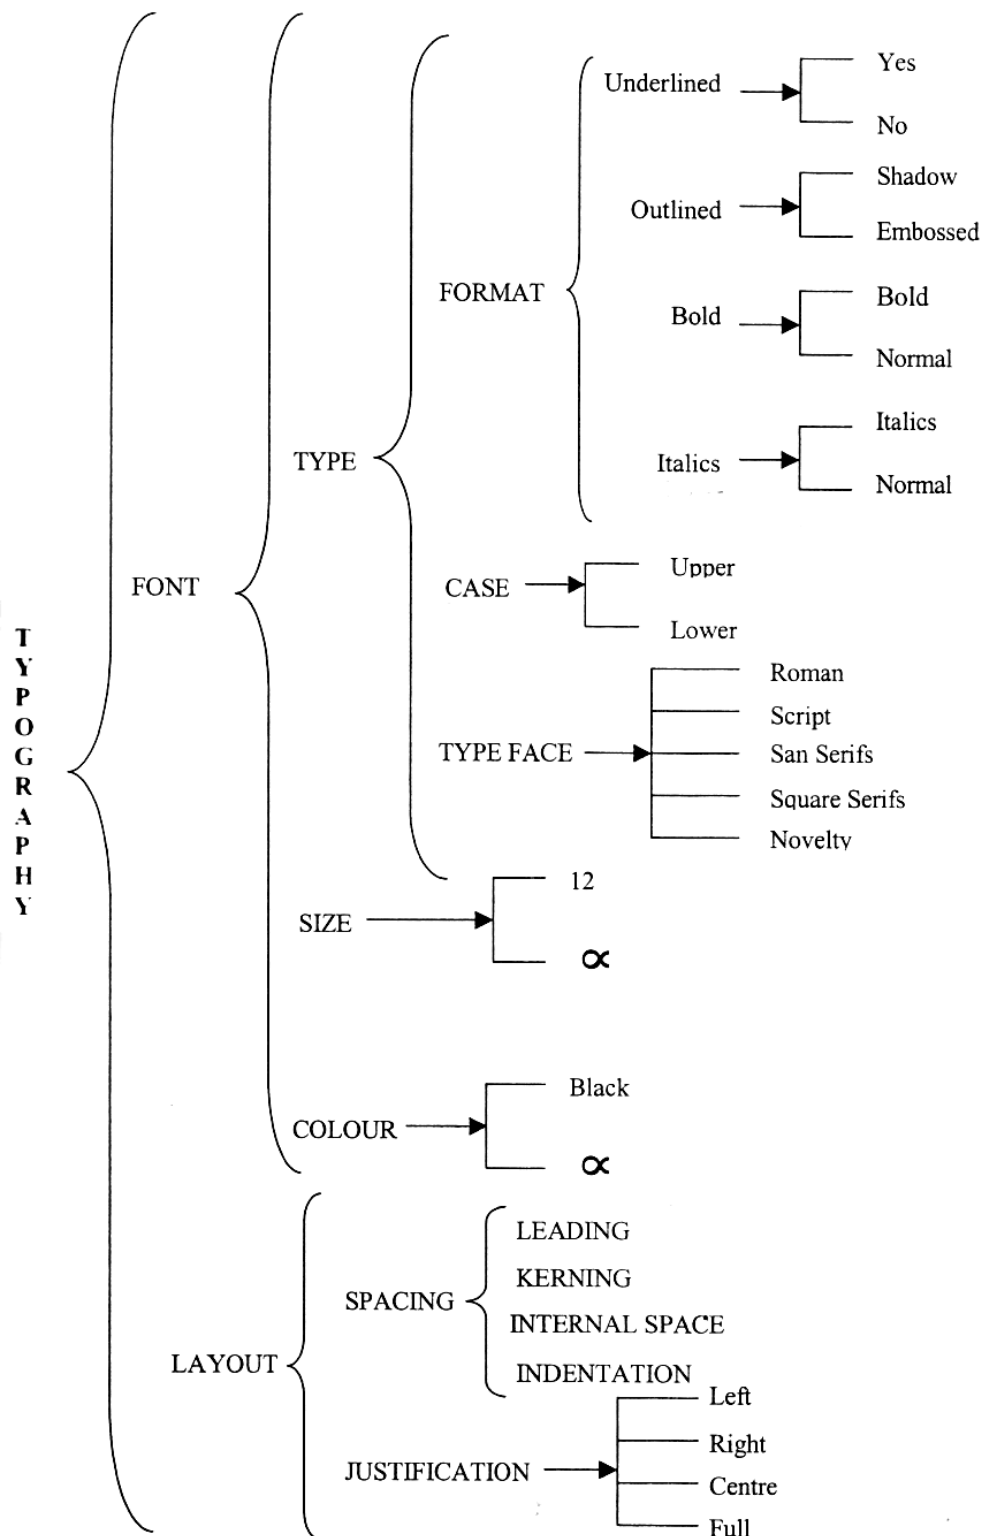 Yes
Underlined
No
Shadow
Outlined
Embossed
FORMAT
Bold
Bold
Normal
Italics
TYPE
Italics
Normal
Upper
FONT
CASE
Lower
TYPOGRAPHY
Roman
Script
TYPE FACE
San Serifs
Square Serifs
Novelty
12
SIZE
∝
Black
COLOUR
∝
LEADING
KERNING
SPACING
INTERNAL SPACE
LAYOUT
INDENTATION
Left
Right
JUSTIFICATION
Centre
Full